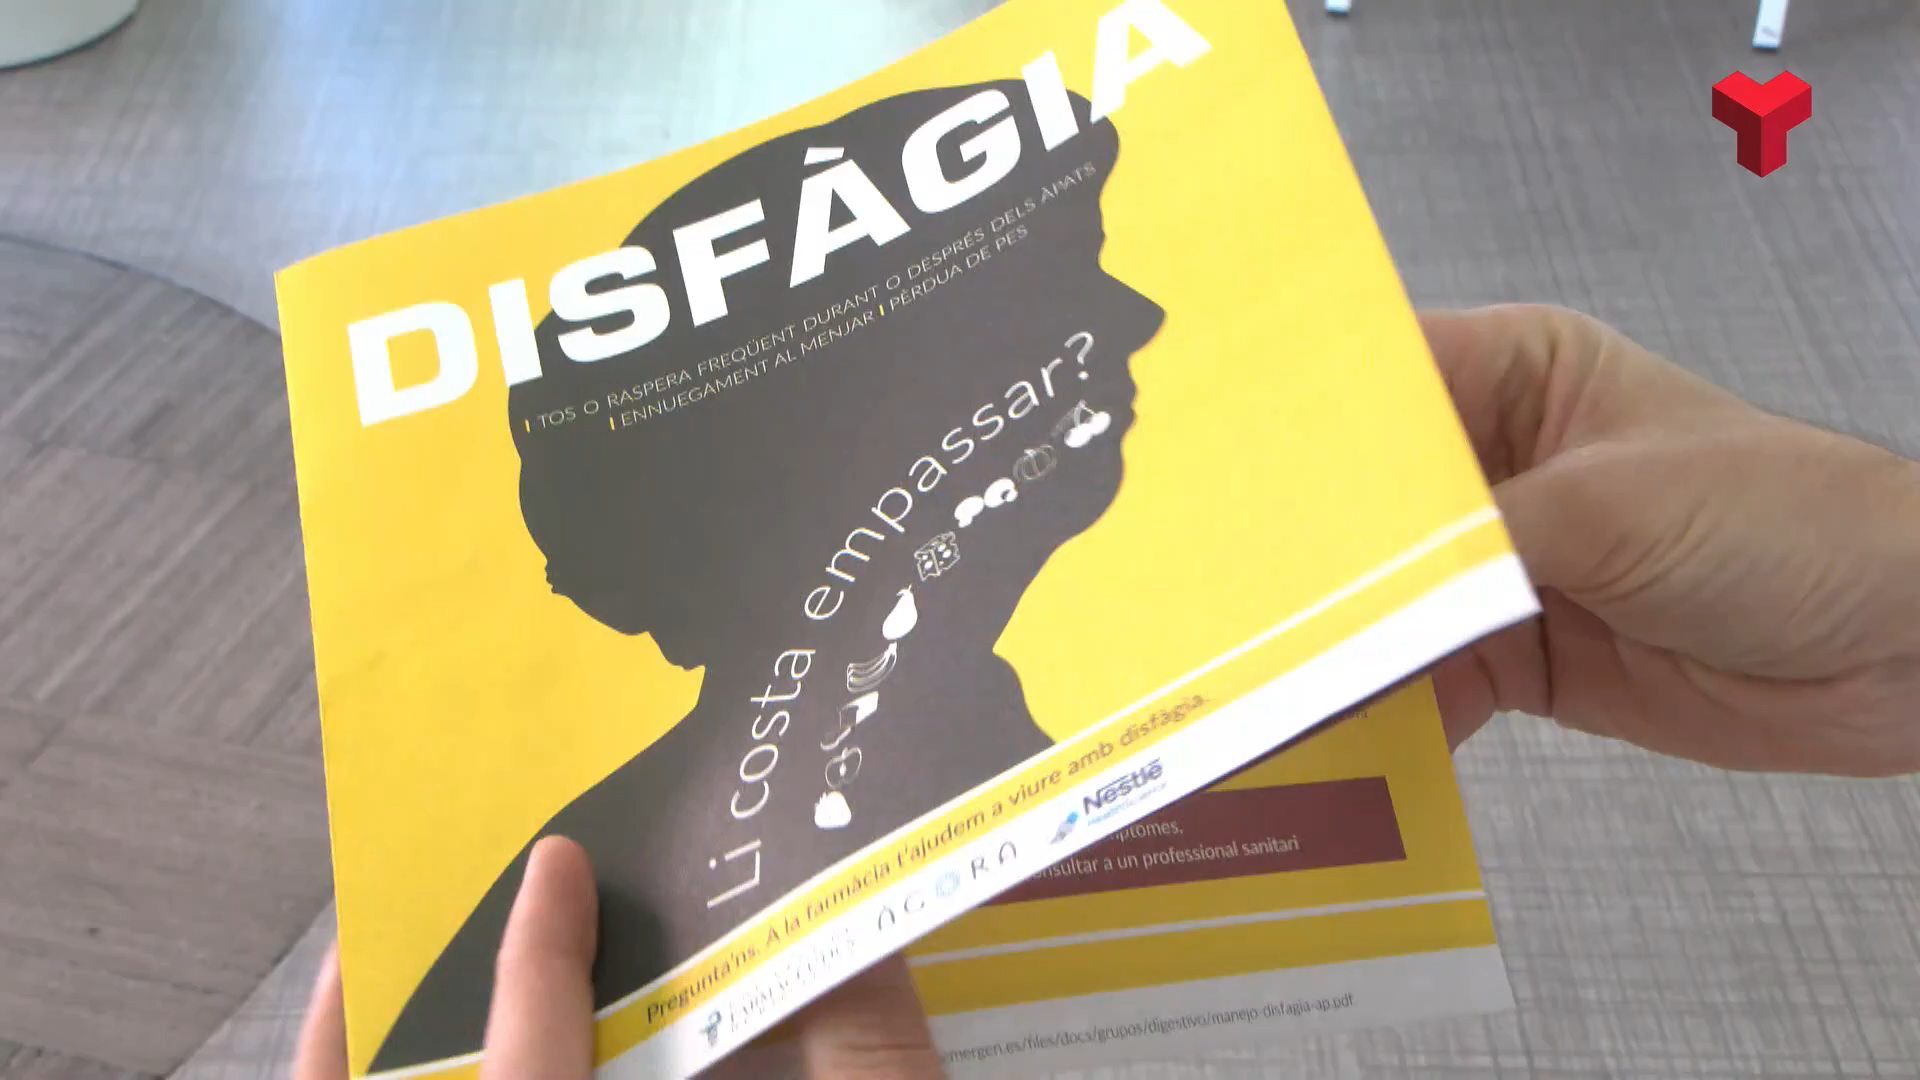 DISFÀGIA
TOS O RASPERA FREQÜENT DURANT O DESPRÉS DELS ÀPATS
ENNUEGAMENT AL MENJAR PÈRDUA DE PES
Li costa empassar?
Pregunta'ns. A la farmàcia t'ajudem a viure amb disfàgia.
ÀGORA
Nestlé
HealthScience
consultar a un professional sanitari
mergen.es/files/docs/grupos/digestivo/manejo-disfagia-ap.pdf